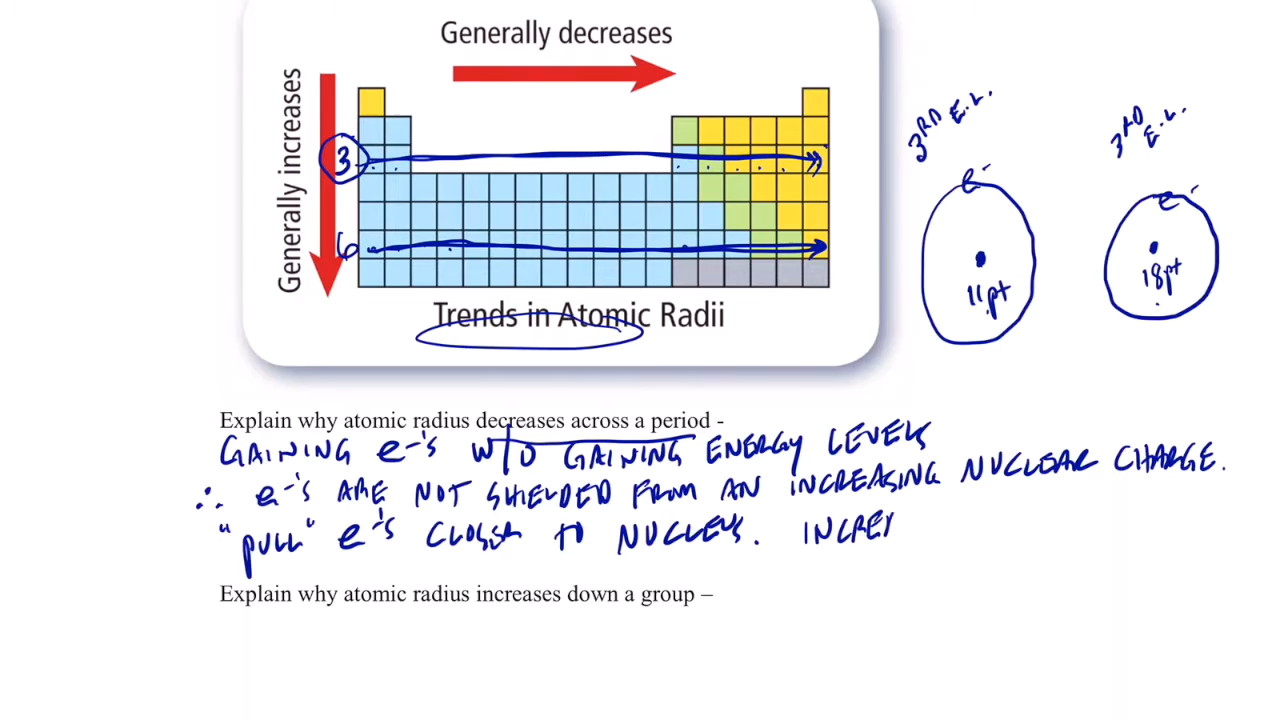 Generally decreases
Generally increases
3
6
Trends in Atomic Radii
3RD E.L.
e-
11p+
3RD E.L.
e-
18p+
Explain why atomic radius decreases across a period -
GAINING e-'s w/o GAINING ENERGY LEVELS
∴ e-'s ARE NOT SHIELDED FROM AN INCREASING NUCLEAR CHARGE.
"PULL" e-'s CLOSER TO NUCLEUS. INCRE
Explain why atomic radius increases down a group –